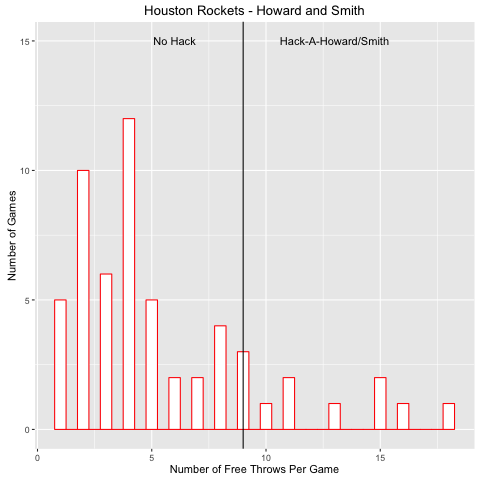 Houston Rockets - Howard and Smith
No Hack
Hack-A-Howard/Smith
15
10
5
0
Number of Games
0
5
10
15
Number of Free Throws Per Game